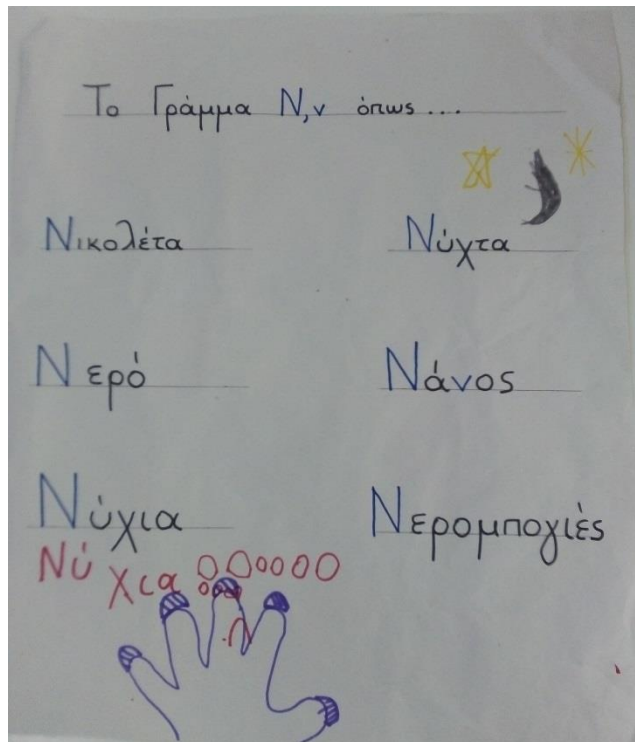 Το Γράμμα Ν,ν όπως...
Νικολέτα
Νύχτα
Νερό
Νάνος
Νύχια
Νερομπογιές
Νύ
χια